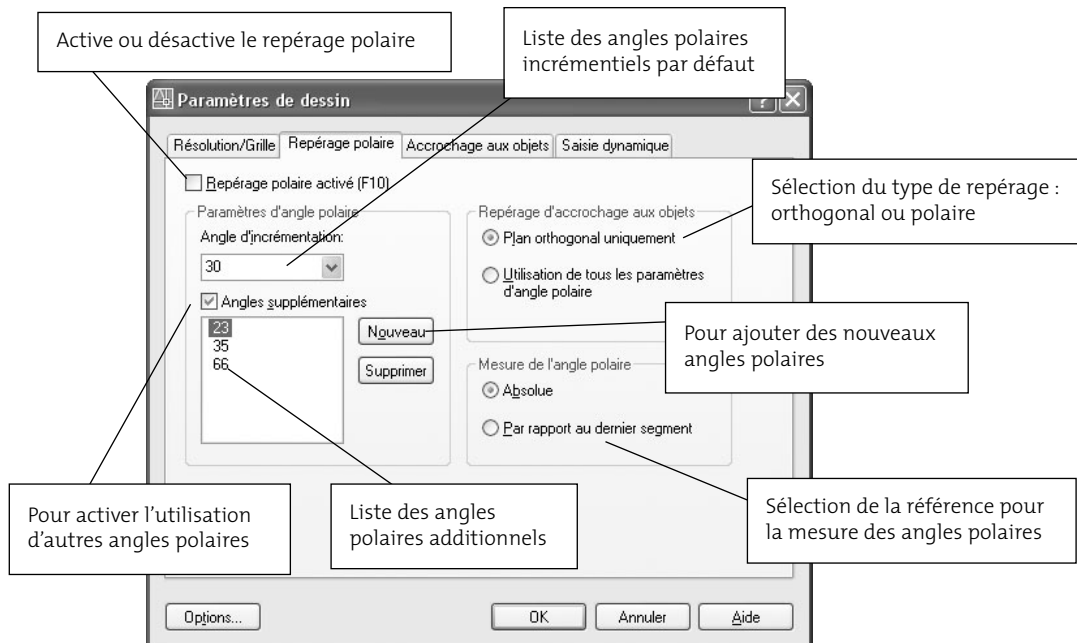 Active ou désactive le repérage polaire
Liste des angles polaires
incrémentiels par défaut
Paramètres de dessin
Résolution/Grille
Repérage polaire
Accrochage aux objets
Saisie dynamique
Repérage polaire activé (F10)
Sélection du type de repérage :
orthogonal ou polaire
Paramètres d'angle polaire
Angle d'incrémentation:
30
Angles supplémentaires
23
35
66
Nouveau
Supprimer
Repérage d'accrochage aux objets
Plan orthogonal uniquement
Utilisation de tous les paramètres
d'angle polaire
Pour ajouter des nouveaux
angles polaires
Mesure de l'angle polaire
Absolue
Par rapport au dernier segment
Pour activer l’utilisation
d’autres angles polaires
Liste des angles
polaires additionnels
Sélection de la référence pour
la mesure des angles polaires
Options...
OK
Annuler
Aide